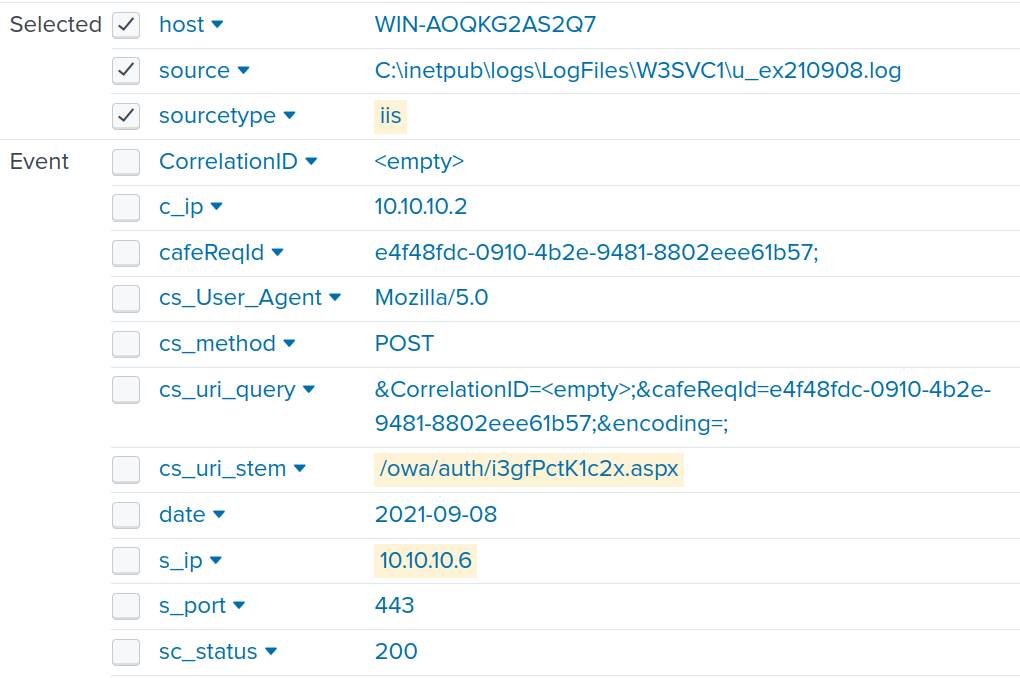 Selected host WIN-AOQKG2AS2Q7
source C:\inetpub\logs\LogFiles\W3SVC1\u_ex210908.log
sourcetype iis
Event CorrelationID <empty>
c_ip 10.10.10.2
cafeReqId e4f48fdc-0910-4b2e-9481-8802eee61b57;
cs_User_Agent Mozilla/5.0
cs_method POST
cs_uri_query &CorrelationID=<empty>;&cafeReqId=e4f48fdc-0910-4b2e-
9481-8802eee61b57;&encoding=;
cs_uri_stem /owa/auth/i3gfPctK1c2x.aspx
date 2021-09-08
s_ip 10.10.10.6
s_port 443
sc_status 200